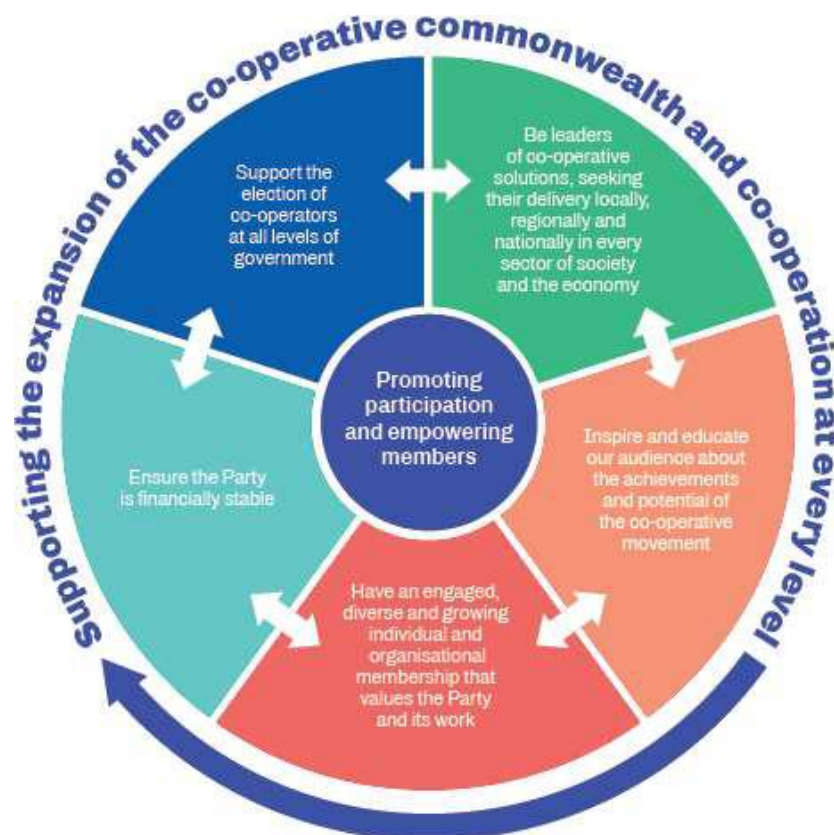 Supporting the expansion of the co-operative commonwealth and co-operation at every level
Support the
election of
co-operators
at all levels of
government
Be leaders
of co-operative
solutions, seeking
their delivery locally,
regionally and
nationally in every
sector of society
and the economy
Promoting
participation
and empowering
members
Ensure the Party
is financially stable
Inspire and educate
our audience about
the achievements
and potential of
the co-operative
movement
Have an engaged,
diverse and growing
individual and
organisational
membership that
values the Party
and its work